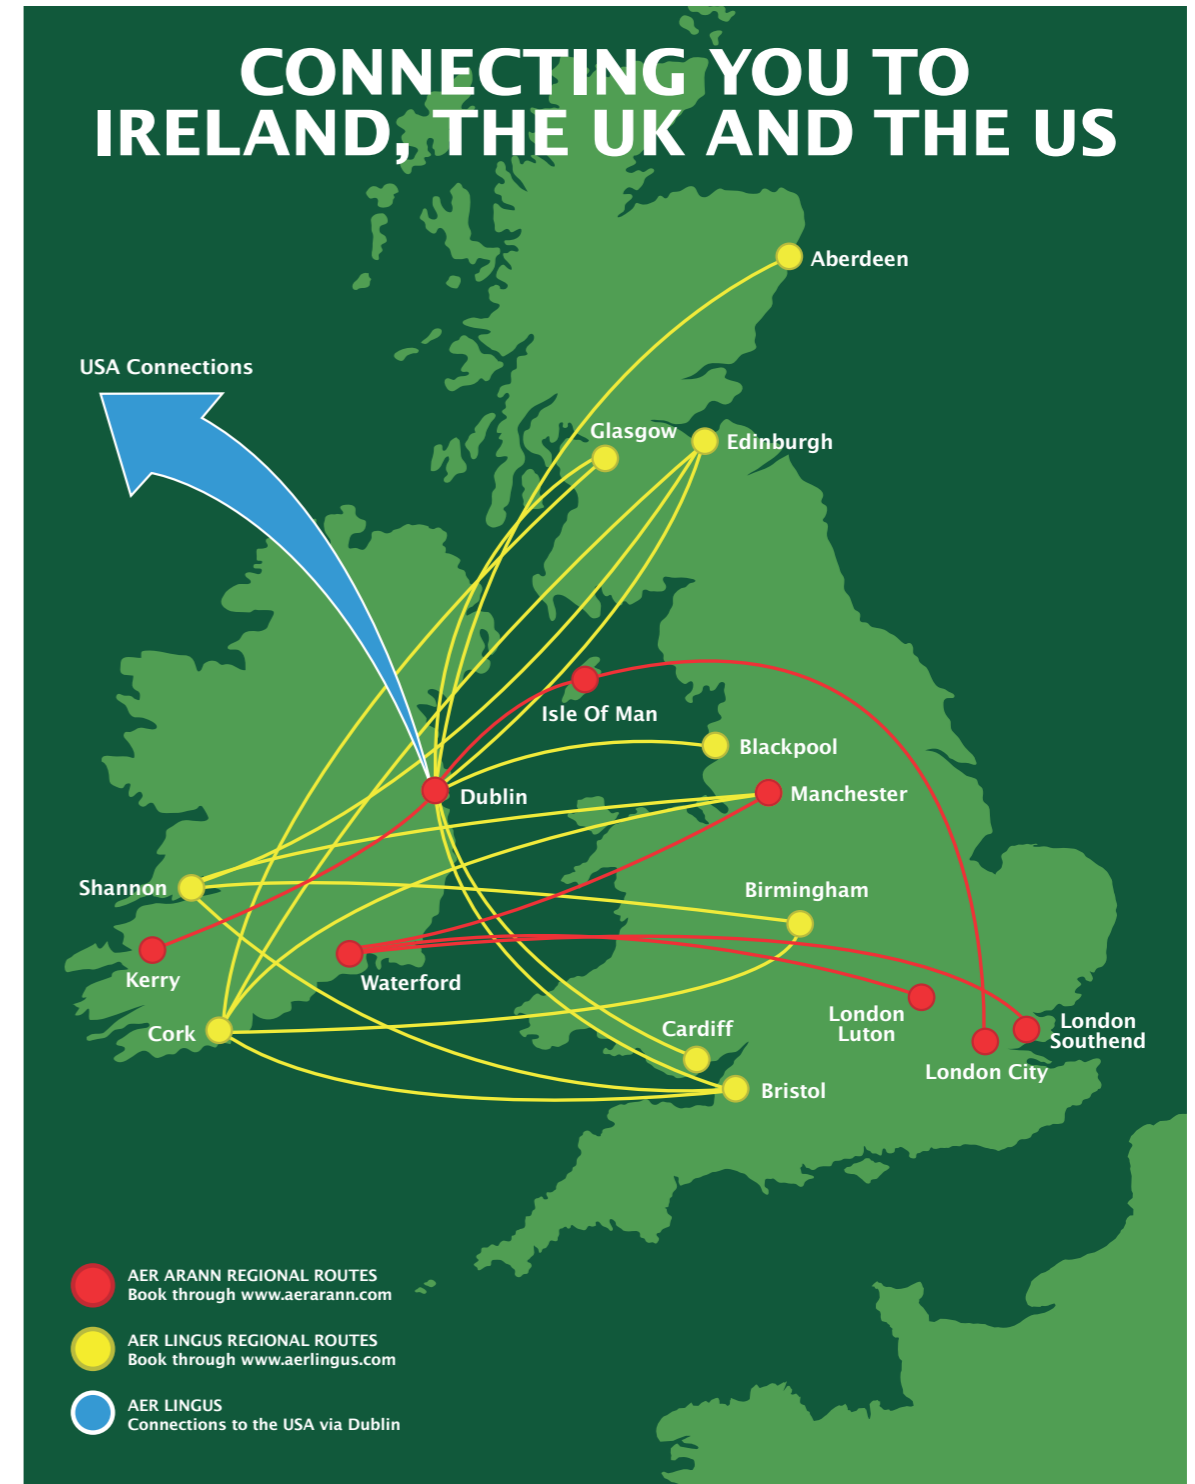 CONNECTING YOU TO
IRELAND, THE UK AND THE US
Aberdeen
USA Connections
Glasgow
Edinburgh
Isle Of Man
Blackpool
Dublin
Manchester
Shannon
Birmingham
Kerry
Waterford
Cork
Cardiff
London
Luton
London
Southend
London City
Bristol
AER ARANN REGIONAL ROUTES
Book through www.aerarann.com
AER LINGUS REGIONAL ROUTES
Book through www.aerlingus.com
AER LINGUS
Connections to the USA via Dublin